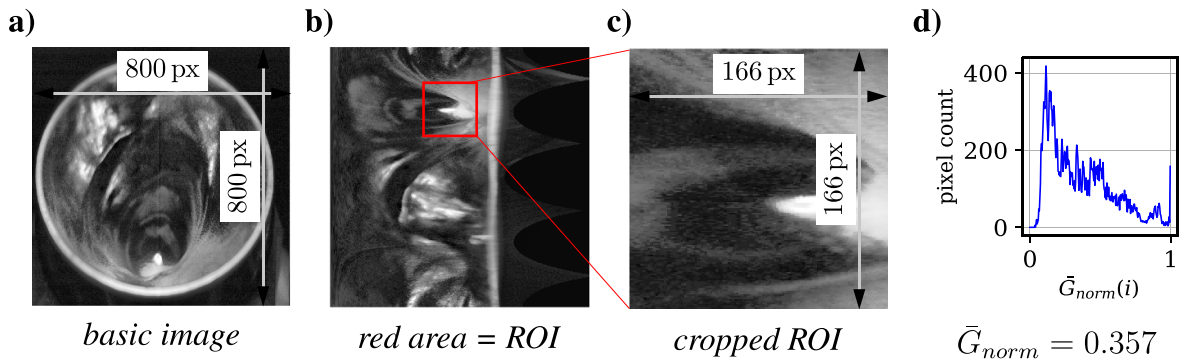 a)
800 px
800 px
basic image
b)
red area = ROI
c)
166 px
166 px
cropped ROI
d)
pixel count
400
200
0
0
1
Ḡnorm(i)
Ḡnorm = 0.357